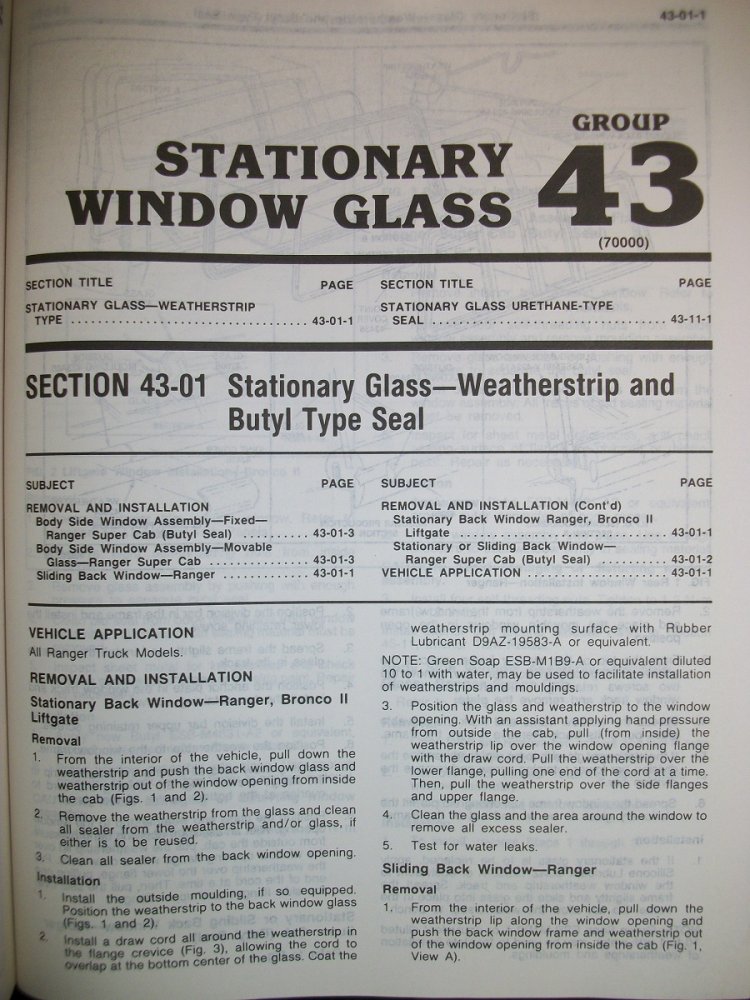 43-01-1
GROUP
STATIONARY
WINDOW GLASS
43
(70000)
SECTION TITLE PAGE
STATIONARY GLASS—WEATHERSTRIP
TYPE .................................. 43-01-1
SECTION TITLE PAGE
STATIONARY GLASS URETHANE-TYPE
SEAL .................................. 43-11-1
SECTION 43-01 Stationary Glass—Weatherstrip and
Butyl Type Seal
SUBJECT PAGE
REMOVAL AND INSTALLATION
Body Side Window Assembly—Fixed—
Ranger Super Cab (Butyl Seal) .......... 43-01-3
Body Side Window Assembly—Movable
Glass—Ranger Super Cab .............. 43-01-3
Sliding Back Window—Ranger ............. 43-01-1
SUBJECT PAGE
REMOVAL AND INSTALLATION (Cont'd)
Stationary Back Window Ranger, Bronco II
Liftgate .............................. 43-01-1
Stationary or Sliding Back Window—
Ranger Super Cab (Butyl Seal) .......... 43-01-2
VEHICLE APPLICATION .................... 43-01-1
VEHICLE APPLICATION
All Ranger Truck Models.
REMOVAL AND INSTALLATION
Stationary Back Window—Ranger, Bronco II
Liftgate
Removal
1. From the interior of the vehicle, pull down the
weatherstrip and push the back window glass and
weatherstrip out of the window opening from inside
the cab (Figs. 1 and 2).
2. Remove the weatherstrip from the glass and clean
all sealer from the weatherstrip and/or glass, if
either is to be reused.
3. Clean all sealer from the back window opening.
Installation
1. Install the outside moulding, if so equipped.
Position the weatherstrip to the back window glass
(Figs. 1 and 2).
2. Install a draw cord all around the weatherstrip in
the flange crevice (Fig. 3), allowing the cord to
overlap at the bottom center of the glass. Coat the
weatherstrip mounting surface with Rubber
Lubricant D9AZ-19583-A or equivalent.
NOTE: Green Soap ESB-M1B9-A or equivalent diluted
10 to 1 with water, may be used to facilitate installation
of weatherstrips and mouldings.
3. Position the glass and weatherstrip to the window
opening. With an assistant applying hand pressure
from outside the cab, pull (from inside) the
weatherstrip lip over the window opening flange
with the draw cord. Pull the weatherstrip over the
lower flange, pulling one end of the cord at a time.
Then, pull the weatherstrip over the side flanges
and upper flange.
4. Clean the glass and the area around the window to
remove all excess sealer.
5. Test for water leaks.
Sliding Back Window—Ranger
Removal
1. From the interior of the vehicle, pull down the
weatherstrip lip along the window opening and
push the back window frame and weatherstrip out
of the window opening from inside the cab (Fig. 1,
View A).